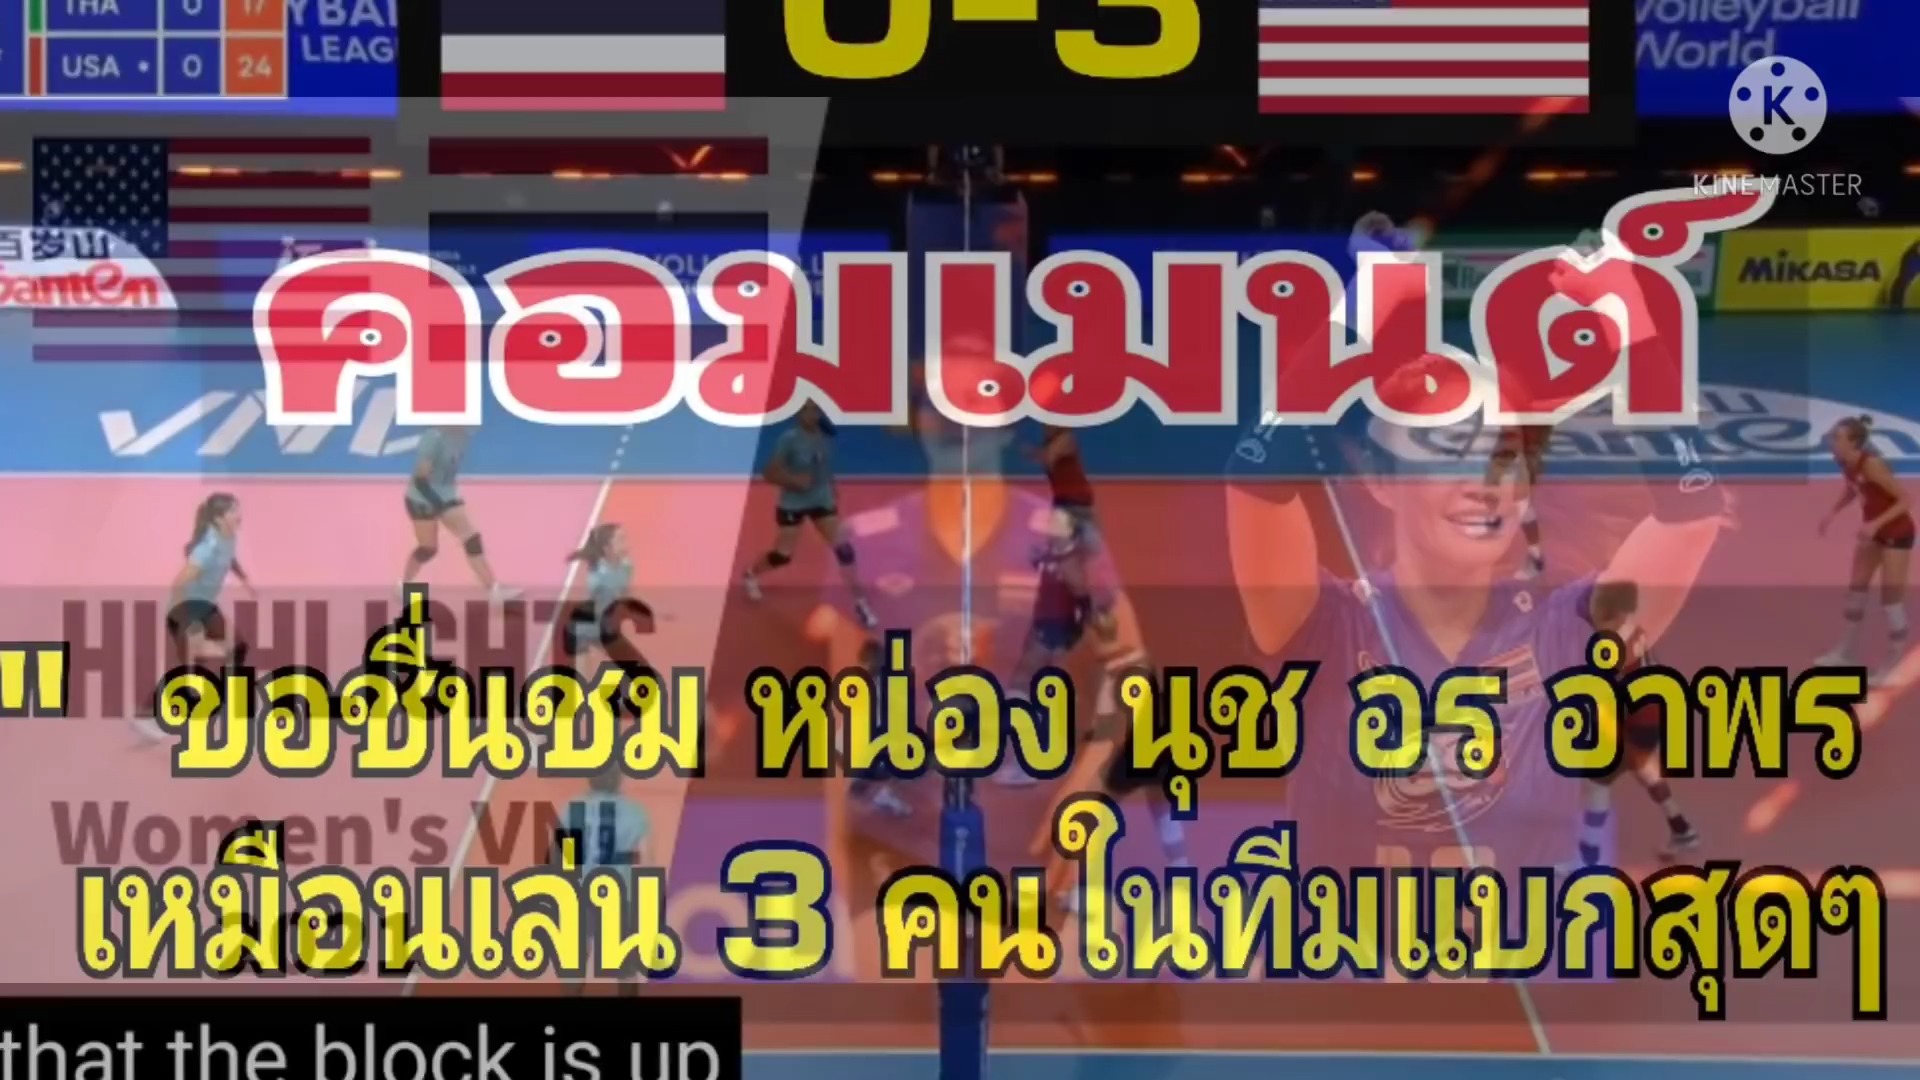 THA 0 17
USA • 0 24
LEAG
0-3
Volleyball
World
K
KINEMASTER
MIKASA
VNL
คอมเมนต์
HIGHLIGHTS
" ขอชื่นชม หน่อง นุช อร อำพร
Women's VNL
เหมือนเล่น 3 คนในทีมแบกสุดๆ
2021
that the block is up